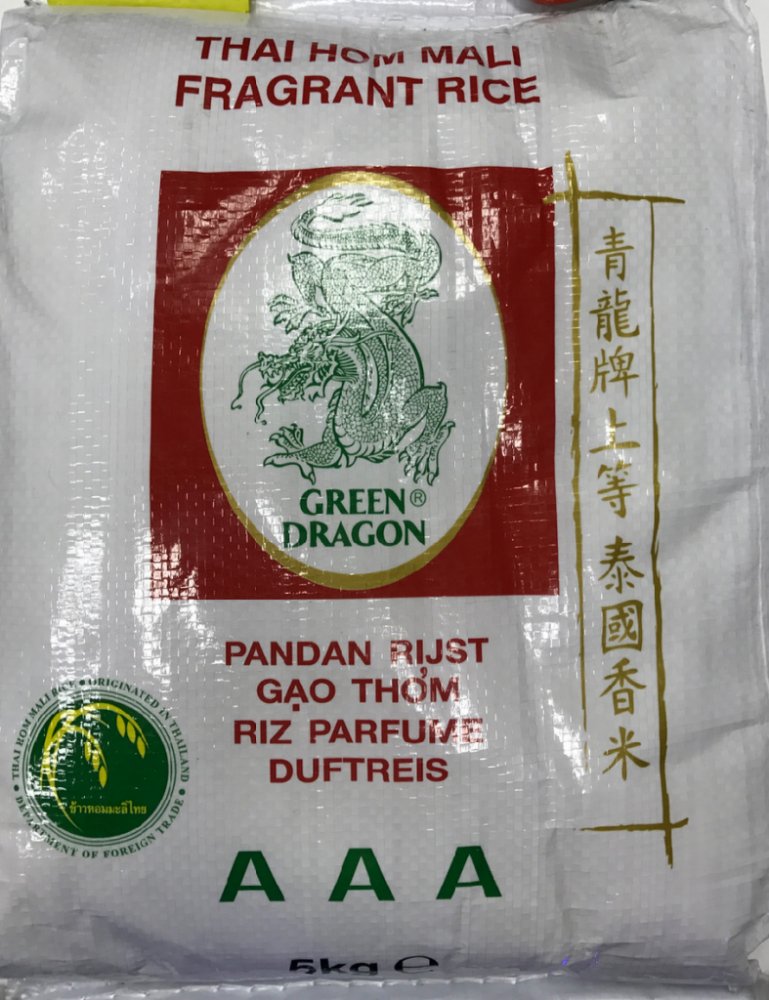 THAI HOM MALI
FRAGRANT RICE
青龍牌上等泰國香米
GREEN®
DRAGON
PANDAN RIJST
GẠO THƠM
RIZ PARFUME
DUFTREIS
THAI HOM MALI RICE • ORIGINATED IN THAILAND •
DEPARTMENT OF FOREIGN TRADE •
ข้าวหอมมะลิไทย
A A A
5kg ℮